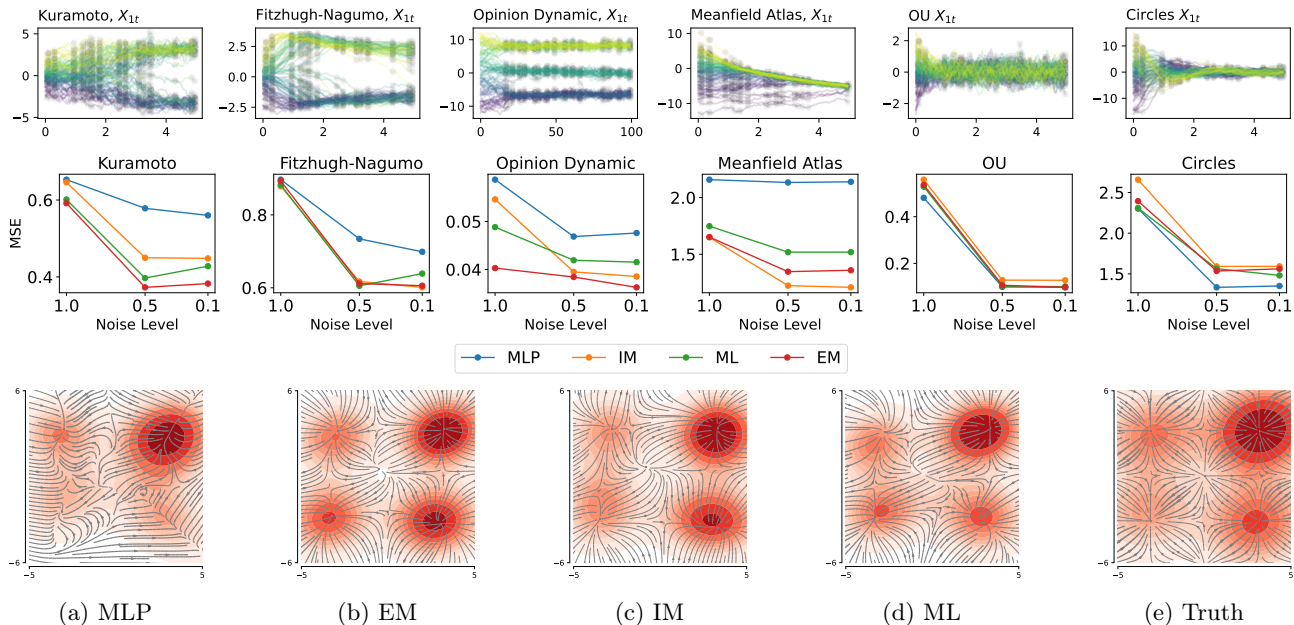 Kuramoto, X1t
Fitzhugh-Nagumo, X1t
Opinion Dynamic, X1t
Meanfield Atlas, X1t
OU X1t
Circles X1t
5
0
−5
0 2 4
2.5
0.0
−2.5
0 2 4
10
0
−10
0 50 100
10
5
0
−5
−10
0 2 4
2
0
−2
0 2 4
10
5
0
−5
−10
−15
0 2 4
Kuramoto
Fitzhugh-Nagumo
Opinion Dynamic
Meanfield Atlas
OU
Circles
MSE
0.6
0.4
1.0 0.5 0.1
Noise Level
0.8
0.6
1.0 0.5 0.1
Noise Level
0.05
0.04
1.0 0.5 0.1
Noise Level
2.0
1.5
1.0 0.5 0.1
Noise Level
0.4
0.2
1.0 0.5 0.1
Noise Level
2.5
2.0
1.5
1.0 0.5 0.1
Noise Level
MLP IM ML EM
6
−6
−5 5
6
−6
−5 5
6
−6
−5 5
6
−6
−5 5
6
−6
−5 5
(a) MLP
(b) EM
(c) IM
(d) ML
(e) Truth